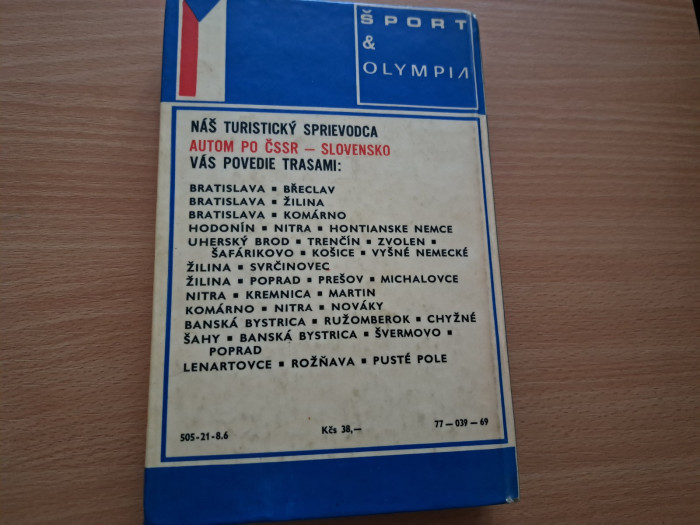 ŠPORT
&
OLYMPIA
NÁŠ TURISTICKÝ SPRIEVODCA
AUTOM PO ČSSR – SLOVENSKO
VÁS POVEDIE TRASAMI:
BRATISLAVA ▪ BŘECLAV
BRATISLAVA ▪ ŽILINA
BRATISLAVA ▪ KOMÁRNO
HODONÍN ▪ NITRA ▪ HONTIANSKE NEMCE
UHERSKÝ BROD ▪ TRENČÍN ▪ ZVOLEN ▪
ŠAFÁRIKOVO ▪ KOŠICE ▪ VYŠNÉ NEMECKÉ
ŽILINA ▪ SVRČINOVEC
ŽILINA ▪ POPRAD ▪ PREŠOV ▪ MICHALOVCE
NITRA ▪ KREMNICA ▪ MARTIN
KOMÁRNO ▪ NITRA ▪ NOVÁKY
BANSKÁ BYSTRICA ▪ RUŽOMBEROK ▪ CHYŽNÉ
ŠAHY ▪ BANSKÁ BYSTRICA ▪ ŠVERMOVO ▪
POPRAD
LENARTOVCE ▪ ROŽŇAVA ▪ PUSTÉ POLE
505-21-8.6 Kčs 38,— 77—039—69